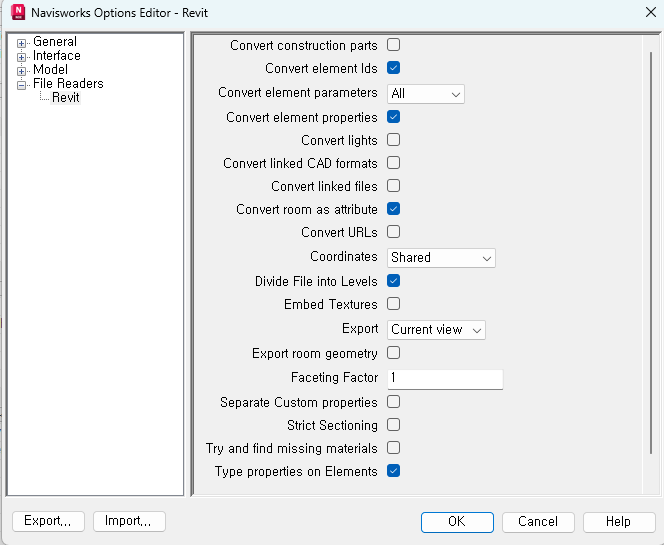 Navisworks Options Editor - Revit
General
Interface
Model
File Readers
Revit
Convert construction parts
Convert element Ids
Convert element parameters All
Convert element properties
Convert lights
Convert linked CAD formats
Convert linked files
Convert room as attribute
Convert URLs
Coordinates Shared
Divide File into Levels
Embed Textures
Export Current view
Export room geometry
Faceting Factor 1
Separate Custom properties
Strict Sectioning
Try and find missing materials
Type properties on Elements
Export... Import... OK Cancel Help